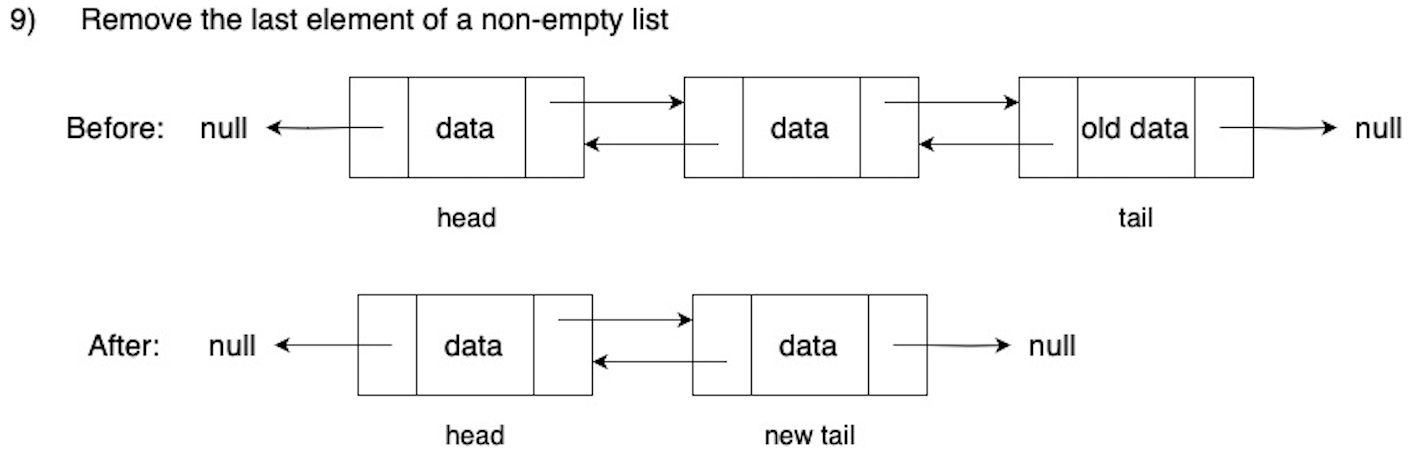 9) Remove the last element of a non-empty list
Before: null data data old data null
head tail
After: null data data null
head new tail